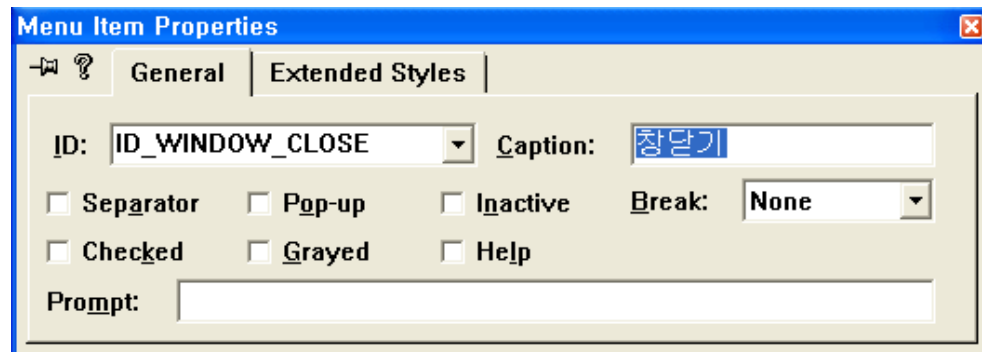 Menu Item Properties
General Extended Styles
ID: ID_WINDOW_CLOSE Caption: 창닫기
Separator Pop-up Inactive Break: None
Checked Grayed Help
Prompt: